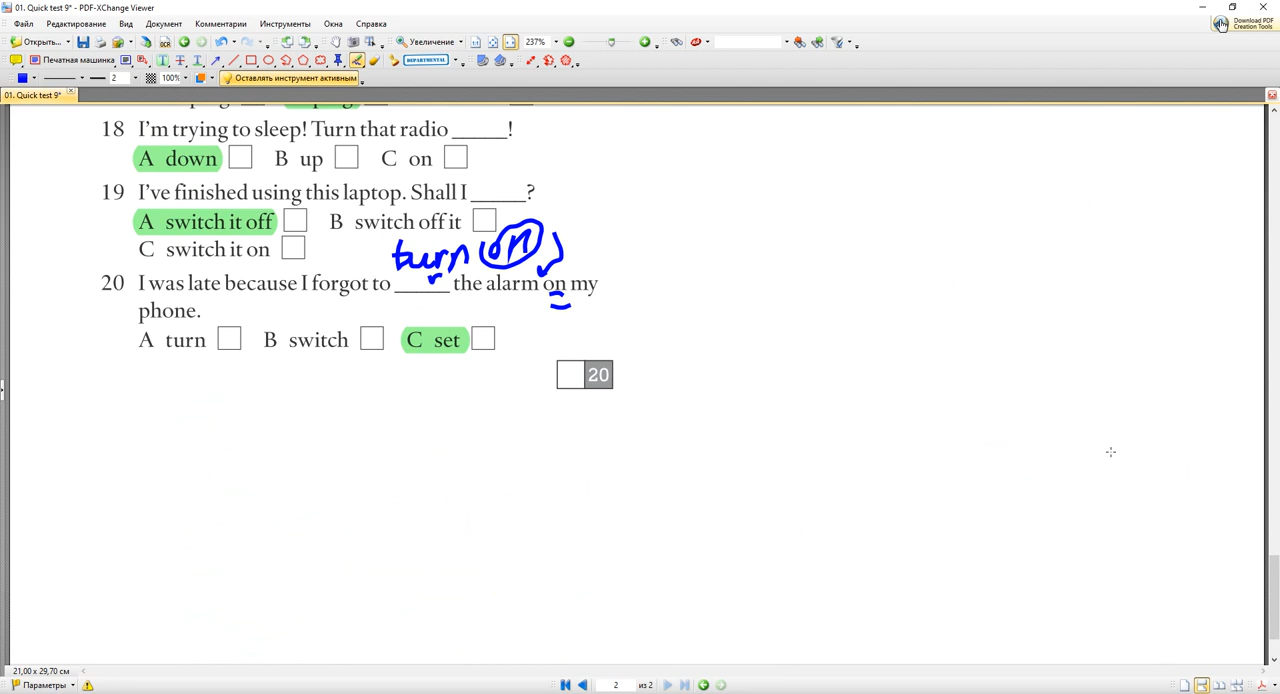 01. Quick test 9* - PDF-XChange Viewer
Файл Редактирование Вид Документ Комментарии Инструменты Окна Справка
Download PDF Creation Tools
Открыть... OCR Увеличение 237%
Печатная машинка DEPARTMENTAL
2 100% Оставлять инструмент активным
01. Quick test 9*
18 I'm trying to sleep! Turn that radio _____!
A down B up C on
19 I've finished using this laptop. Shall I _____?
A switch it off B switch off it
C switch it on
turn (on)
20 I was late because I forgot to _____ the alarm on my
phone.
A turn B switch C set
20
21,00 x 29,70 см
Параметры 2 из 2